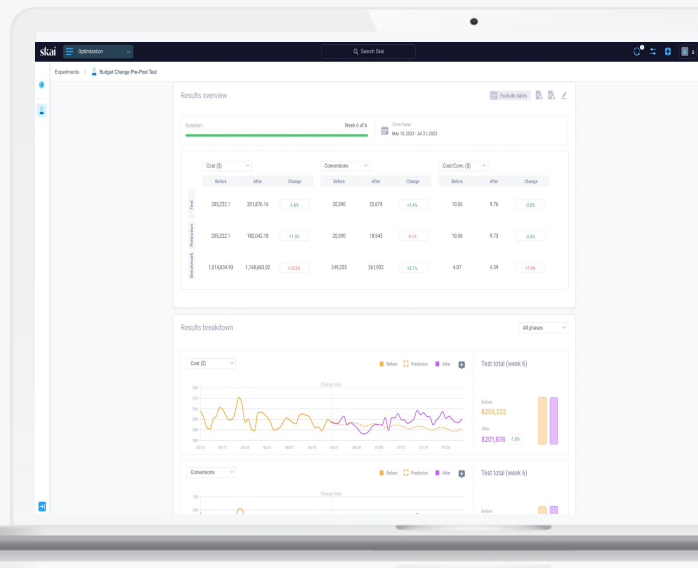 skai Optimization Search Skai
Experiments Budget Change Pre-Post Test
Results overview Exclude dates
Duration Week 6 of 6 Time frame
May 10, 2023 - Jul 31, 2023
Cost ($) Conversions Cost/Conv. ($)
Before After Change Before After Change Before After Change
Total 205,222.1 201,876.16 -1.6% 20,390 20,674 +1.4% 10.06 9.76 -3.0%
Prediction 205,222.1 182,042.18 -11.3% 20,390 18,543 -9.1% 10.06 9.73 -3.3%
Benchmark 1,014,834.93 1,148,683.02 +13.2% 249,205 261,932 +5.1% 4.07 4.39 +7.9%
Results breakdown All phases
Cost ($) Before Prediction After Test total (week 6)
Change date
Before
$205,222
After
$201,876 -1.6%
Conversions Before Prediction After Test total (week 6)
Change date
Before